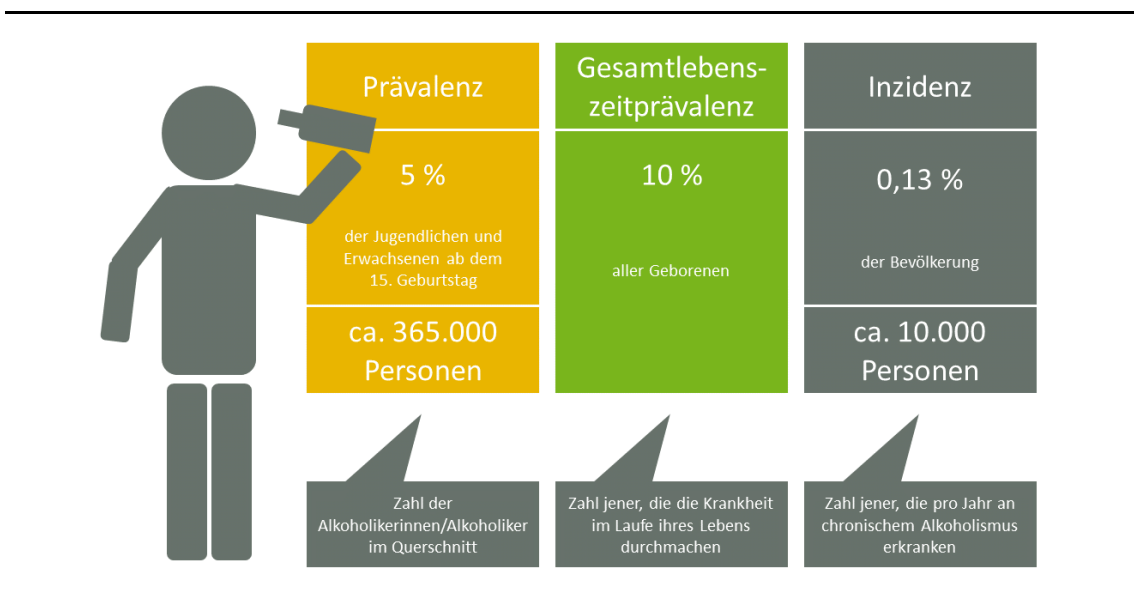 Prävalenz
5 %
der Jugendlichen und
Erwachsenen ab dem
15. Geburtstag
ca. 365.000
Personen
Zahl der
Alkoholikerinnen/Alkoholiker
im Querschnitt
Gesamtlebens-
zeitprävalenz
10 %
aller Geborenen
Zahl jener, die die Krankheit
im Laufe ihres Lebens
durchmachen
Inzidenz
0,13 %
der Bevölkerung
ca. 10.000
Personen
Zahl jener, die pro Jahr an
chronischem Alkoholismus
erkranken